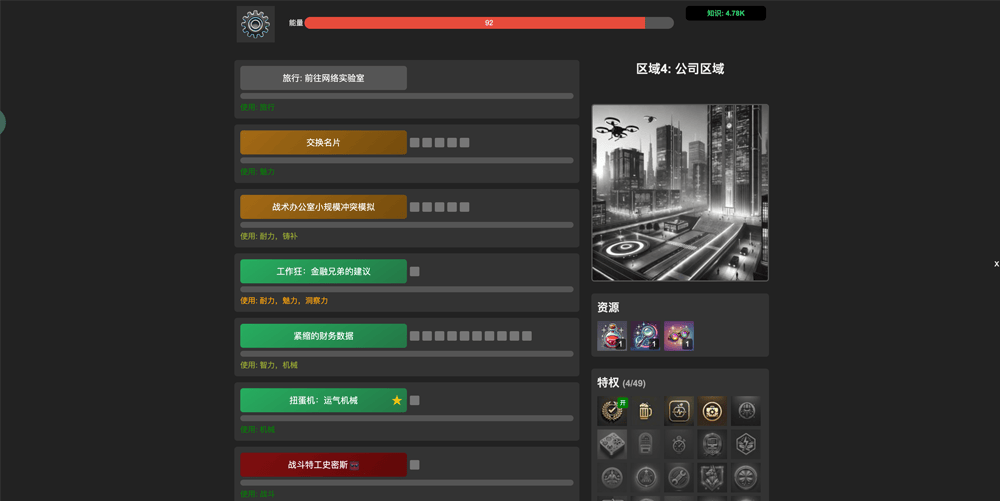 能量
92
知识: 4.78K
旅行: 前往网络实验室
使用: 旅行
交换名片
使用: 魅力
战术办公室小规模冲突模拟
使用: 耐力，铸补
工作狂：金融兄弟的建议
使用: 耐力，魅力，洞察力
紧缩的财务数据
使用: 智力，机械
扭蛋机：运气机械
使用: 机械
战斗特工史密斯
使用: 战斗
区域4: 公司区域
资源
1
1
1
特权 (4/49)
开
x